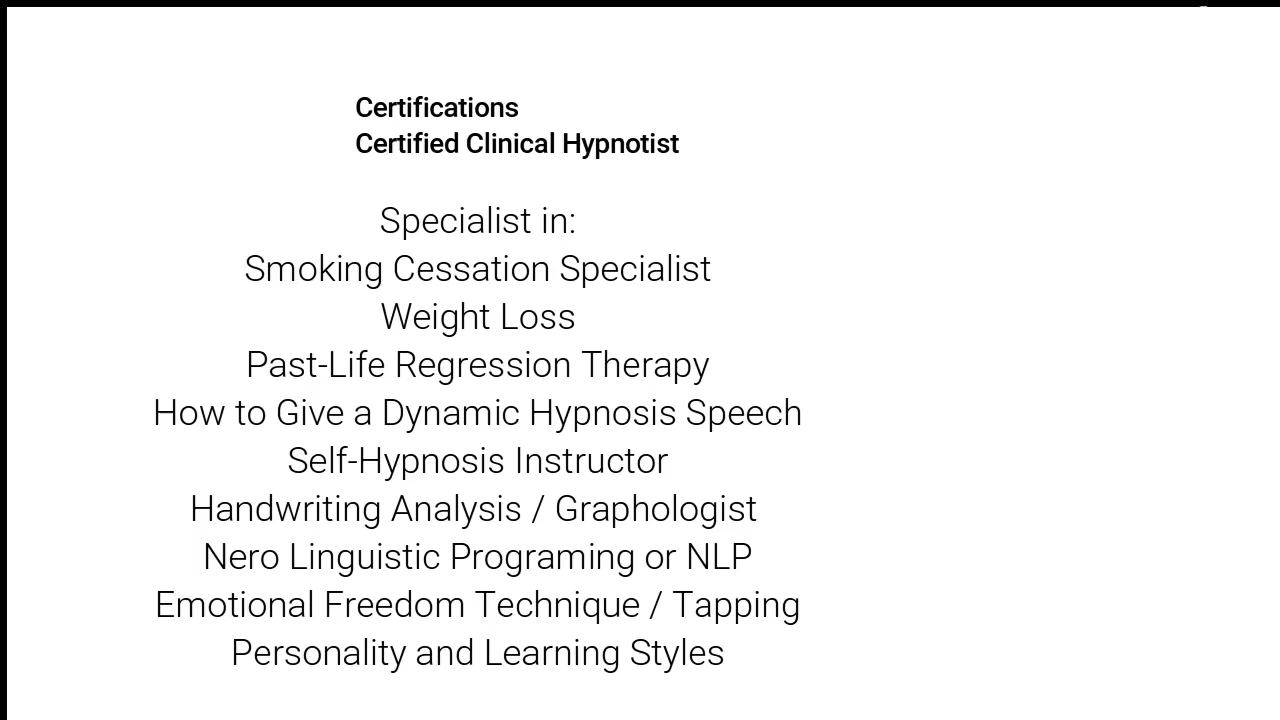 Certifications
Certified Clinical Hypnotist
Specialist in:
Smoking Cessation Specialist
Weight Loss
Past-Life Regression Therapy
How to Give a Dynamic Hypnosis Speech
Self-Hypnosis Instructor
Handwriting Analysis / Graphologist
Nero Linguistic Programing or NLP
Emotional Freedom Technique / Tapping
Personality and Learning Styles